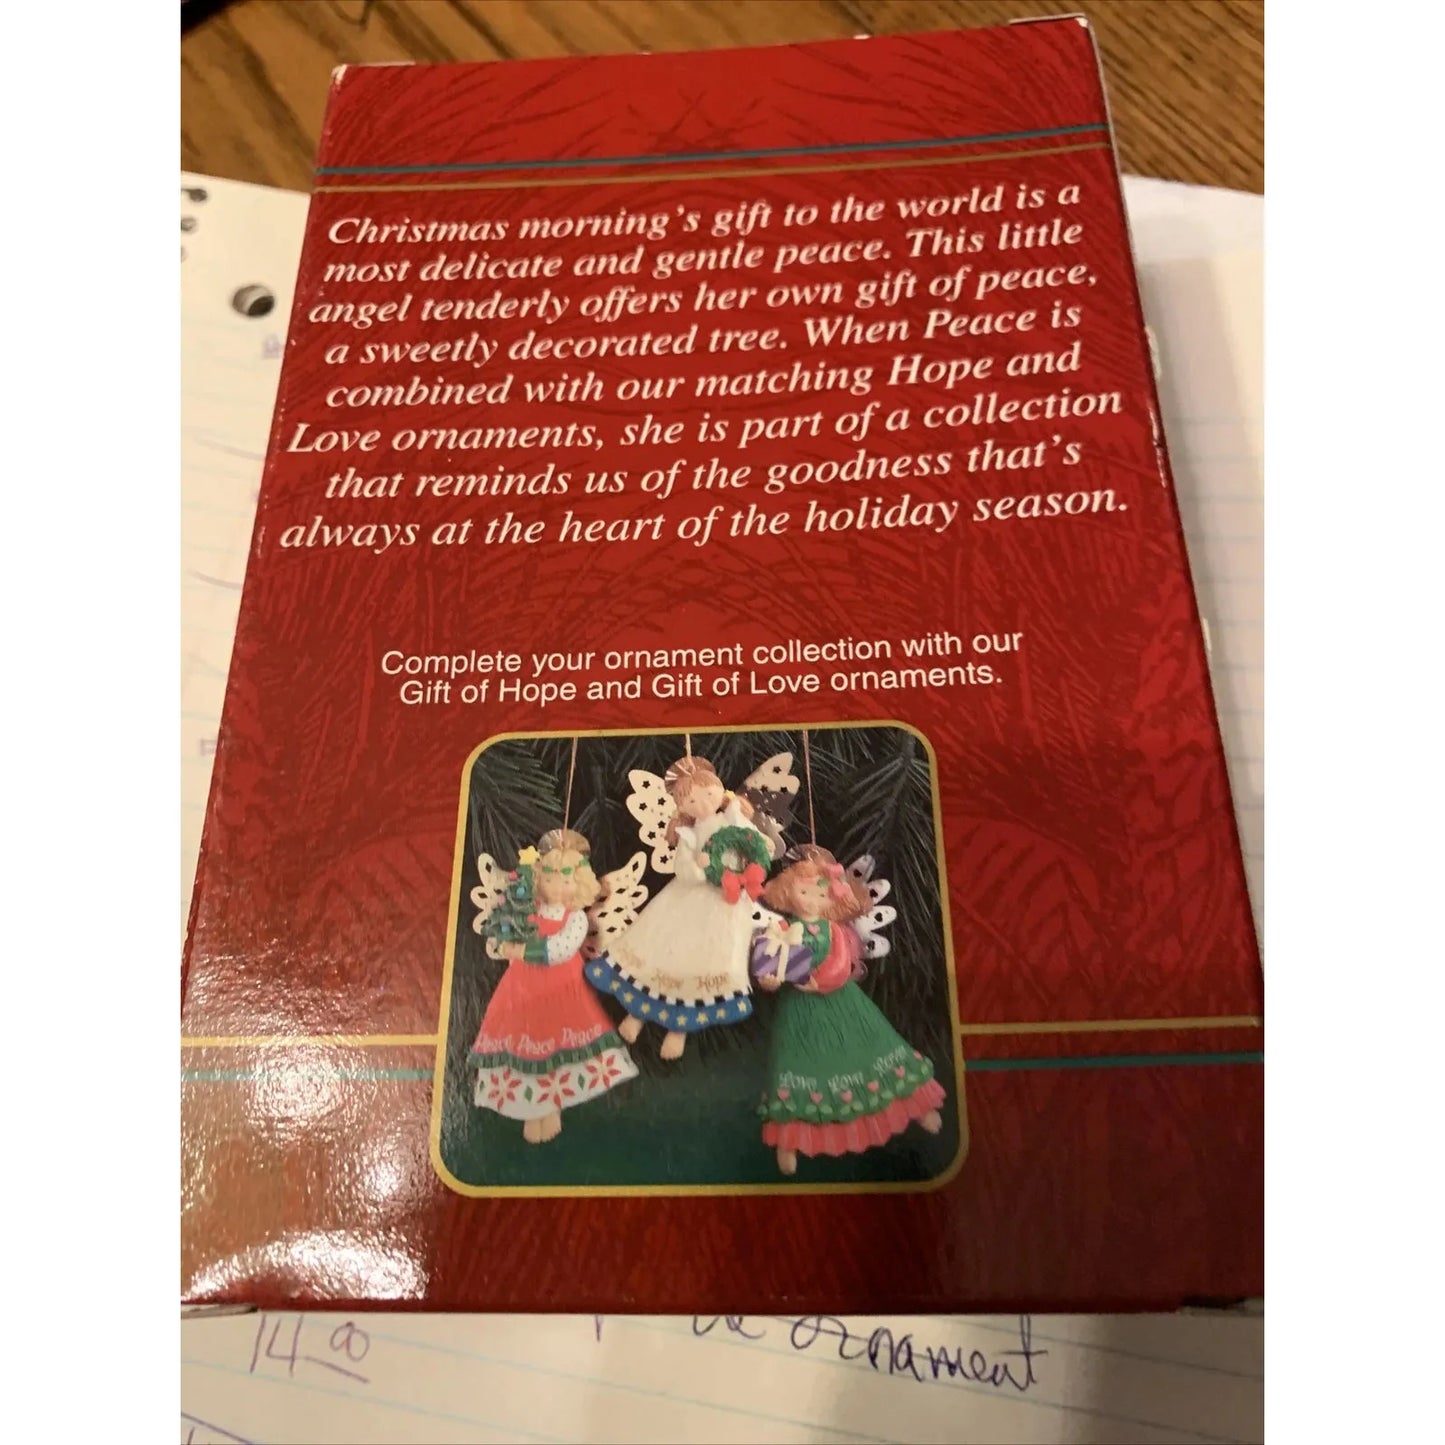 Christmas morning's gift to the world is a
most delicate and gentle peace. This little
angel tenderly offers her own gift of peace,
a sweetly decorated tree. When Peace is
combined with our matching Hope and
Love ornaments, she is part of a collection
that reminds us of the goodness that's
always at the heart of the holiday season.
Complete your ornament collection with our
Gift of Hope and Gift of Love ornaments.
Hope Hope
Peace Peace Peace
Love Love Love
14.00
ornament